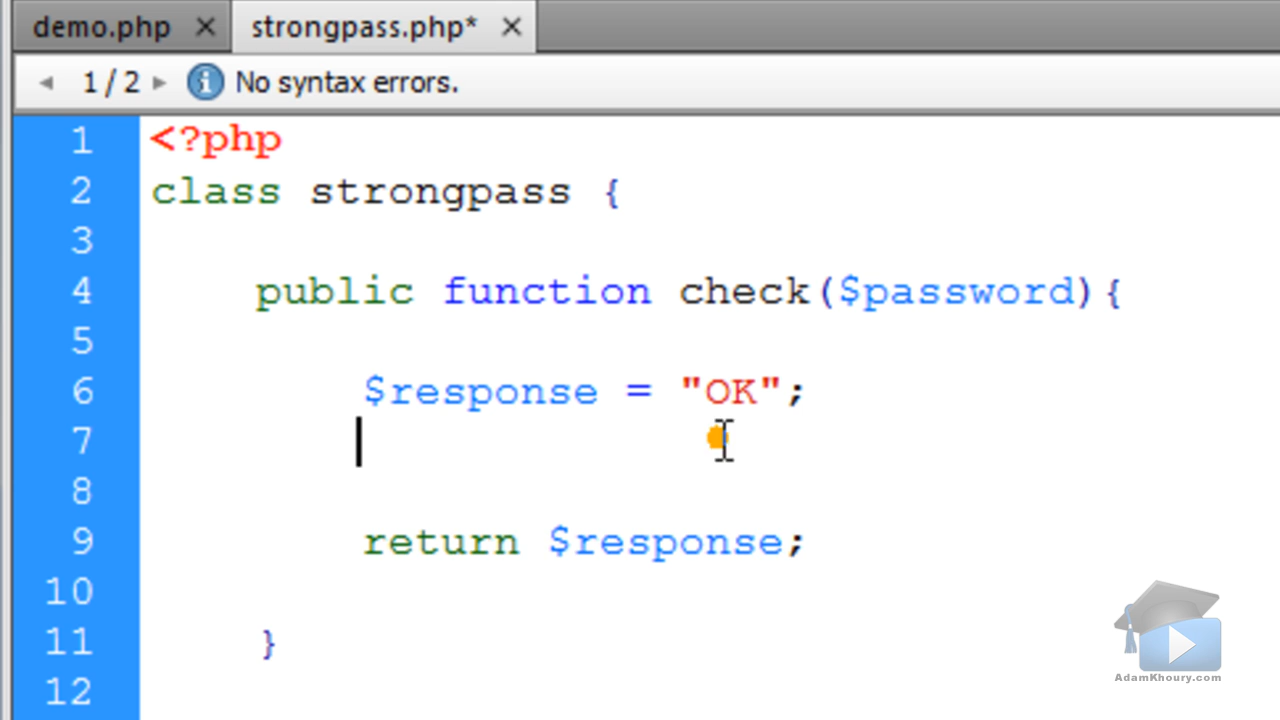 demo.php × strongpass.php* ×
1 / 2 No syntax errors.
1 <?php
2 class strongpass {
3
4 public function check($password){
5
6 $response = "OK";
7
8
9 return $response;
10
11 }
12
AdamKhoury.com